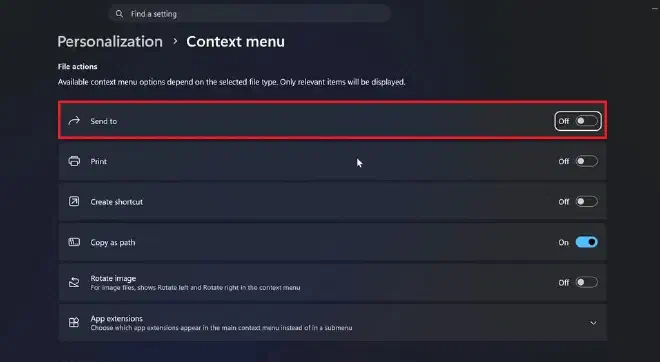 Find a setting
Personalization > Context menu
File actions
Available context menu options depend on the selected file type. Only relevant items will be displayed.
Send to Off
Print Off
Create shortcut Off
Copy as path On
Rotate image Off
For image files, shows Rotate left and Rotate right in the context menu
App extensions
Choose which app extensions appear in the main context menu instead of in a submenu